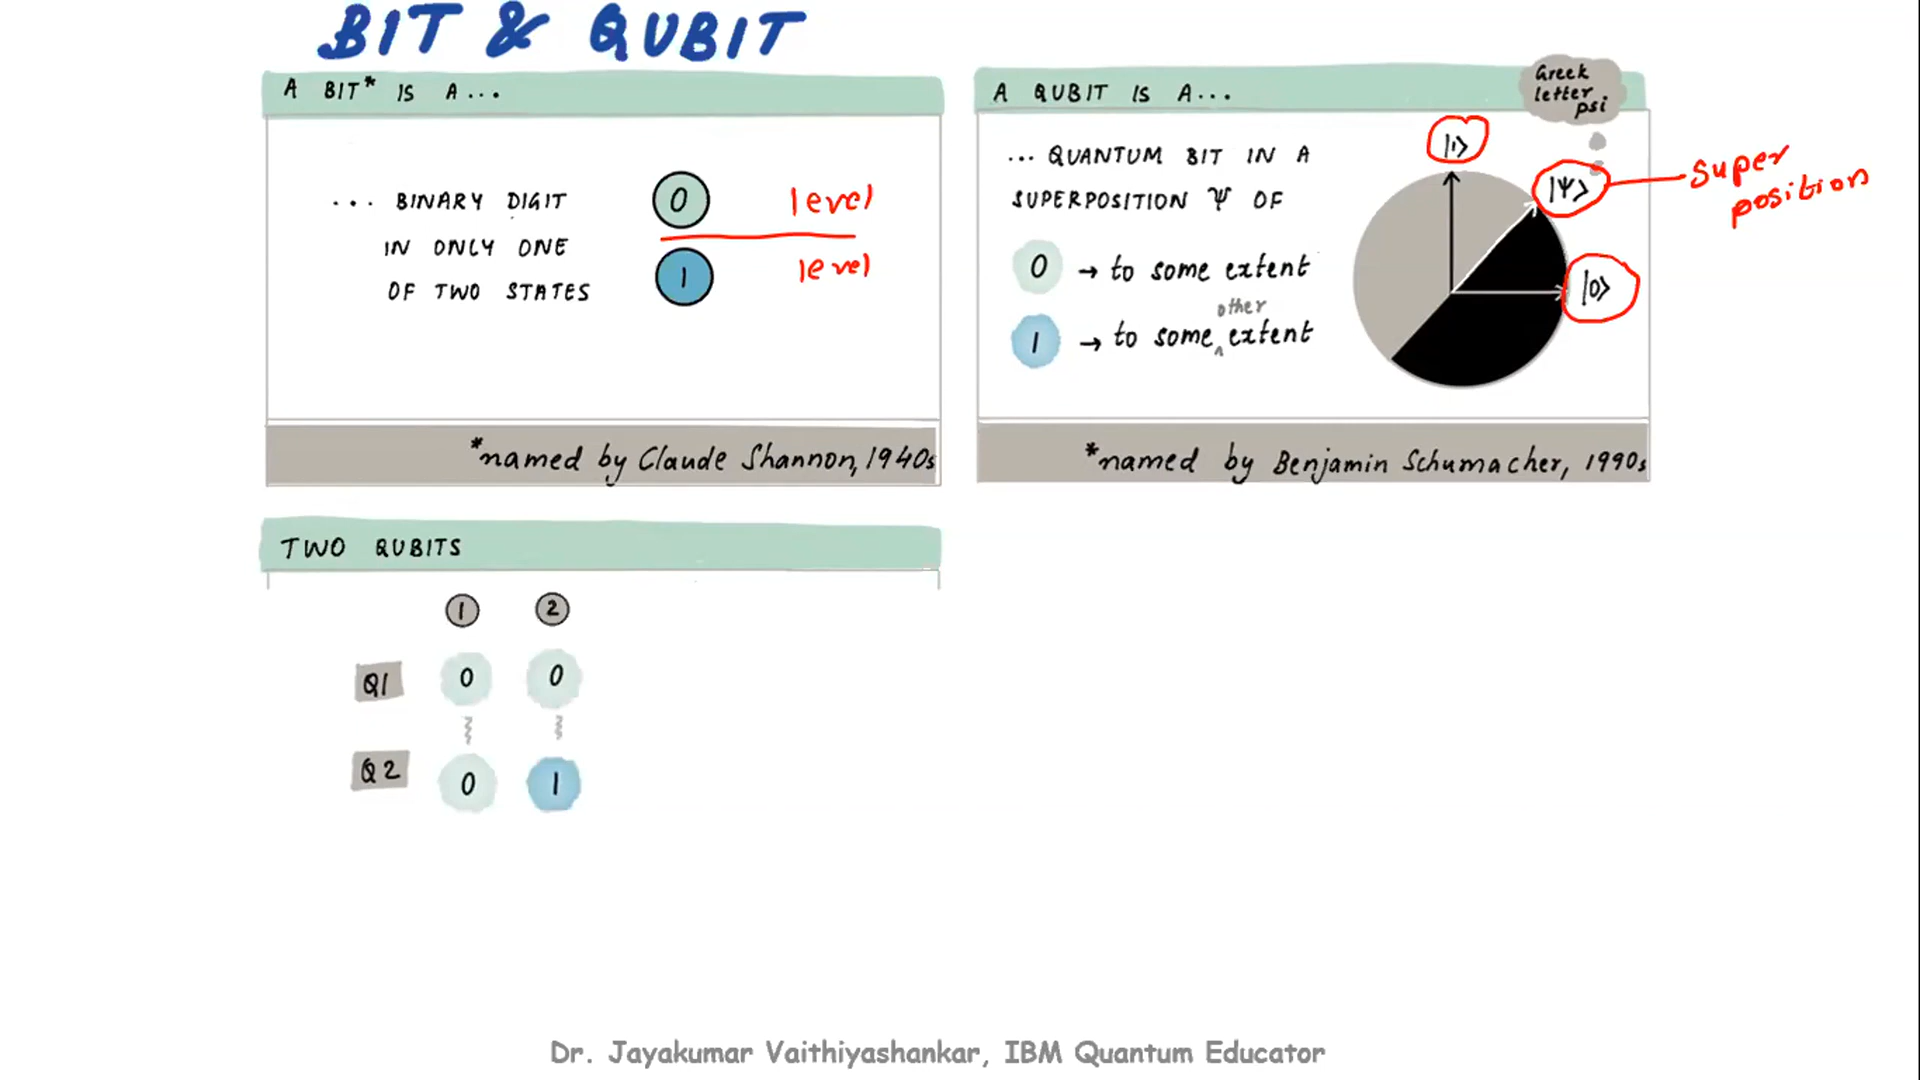 BIT & QUBIT
A BIT* IS A...
... BINARY DIGIT
IN ONLY ONE
OF TWO STATES
0
level
1
level
*named by Claude Shannon, 1940s
A QUBIT IS A...
Greek
letter
psi
... QUANTUM BIT IN A
SUPERPOSITION Ψ OF
0 → to some extent
other
1 → to some ^ extent
|1>
|Ψ>
super
position
|0>
*named by Benjamin Schumacher, 1990s
TWO QUBITS
1 2
Q1 0 0
Q2 0 1
Dr. Jayakumar Vaithiyashankar, IBM Quantum Educator